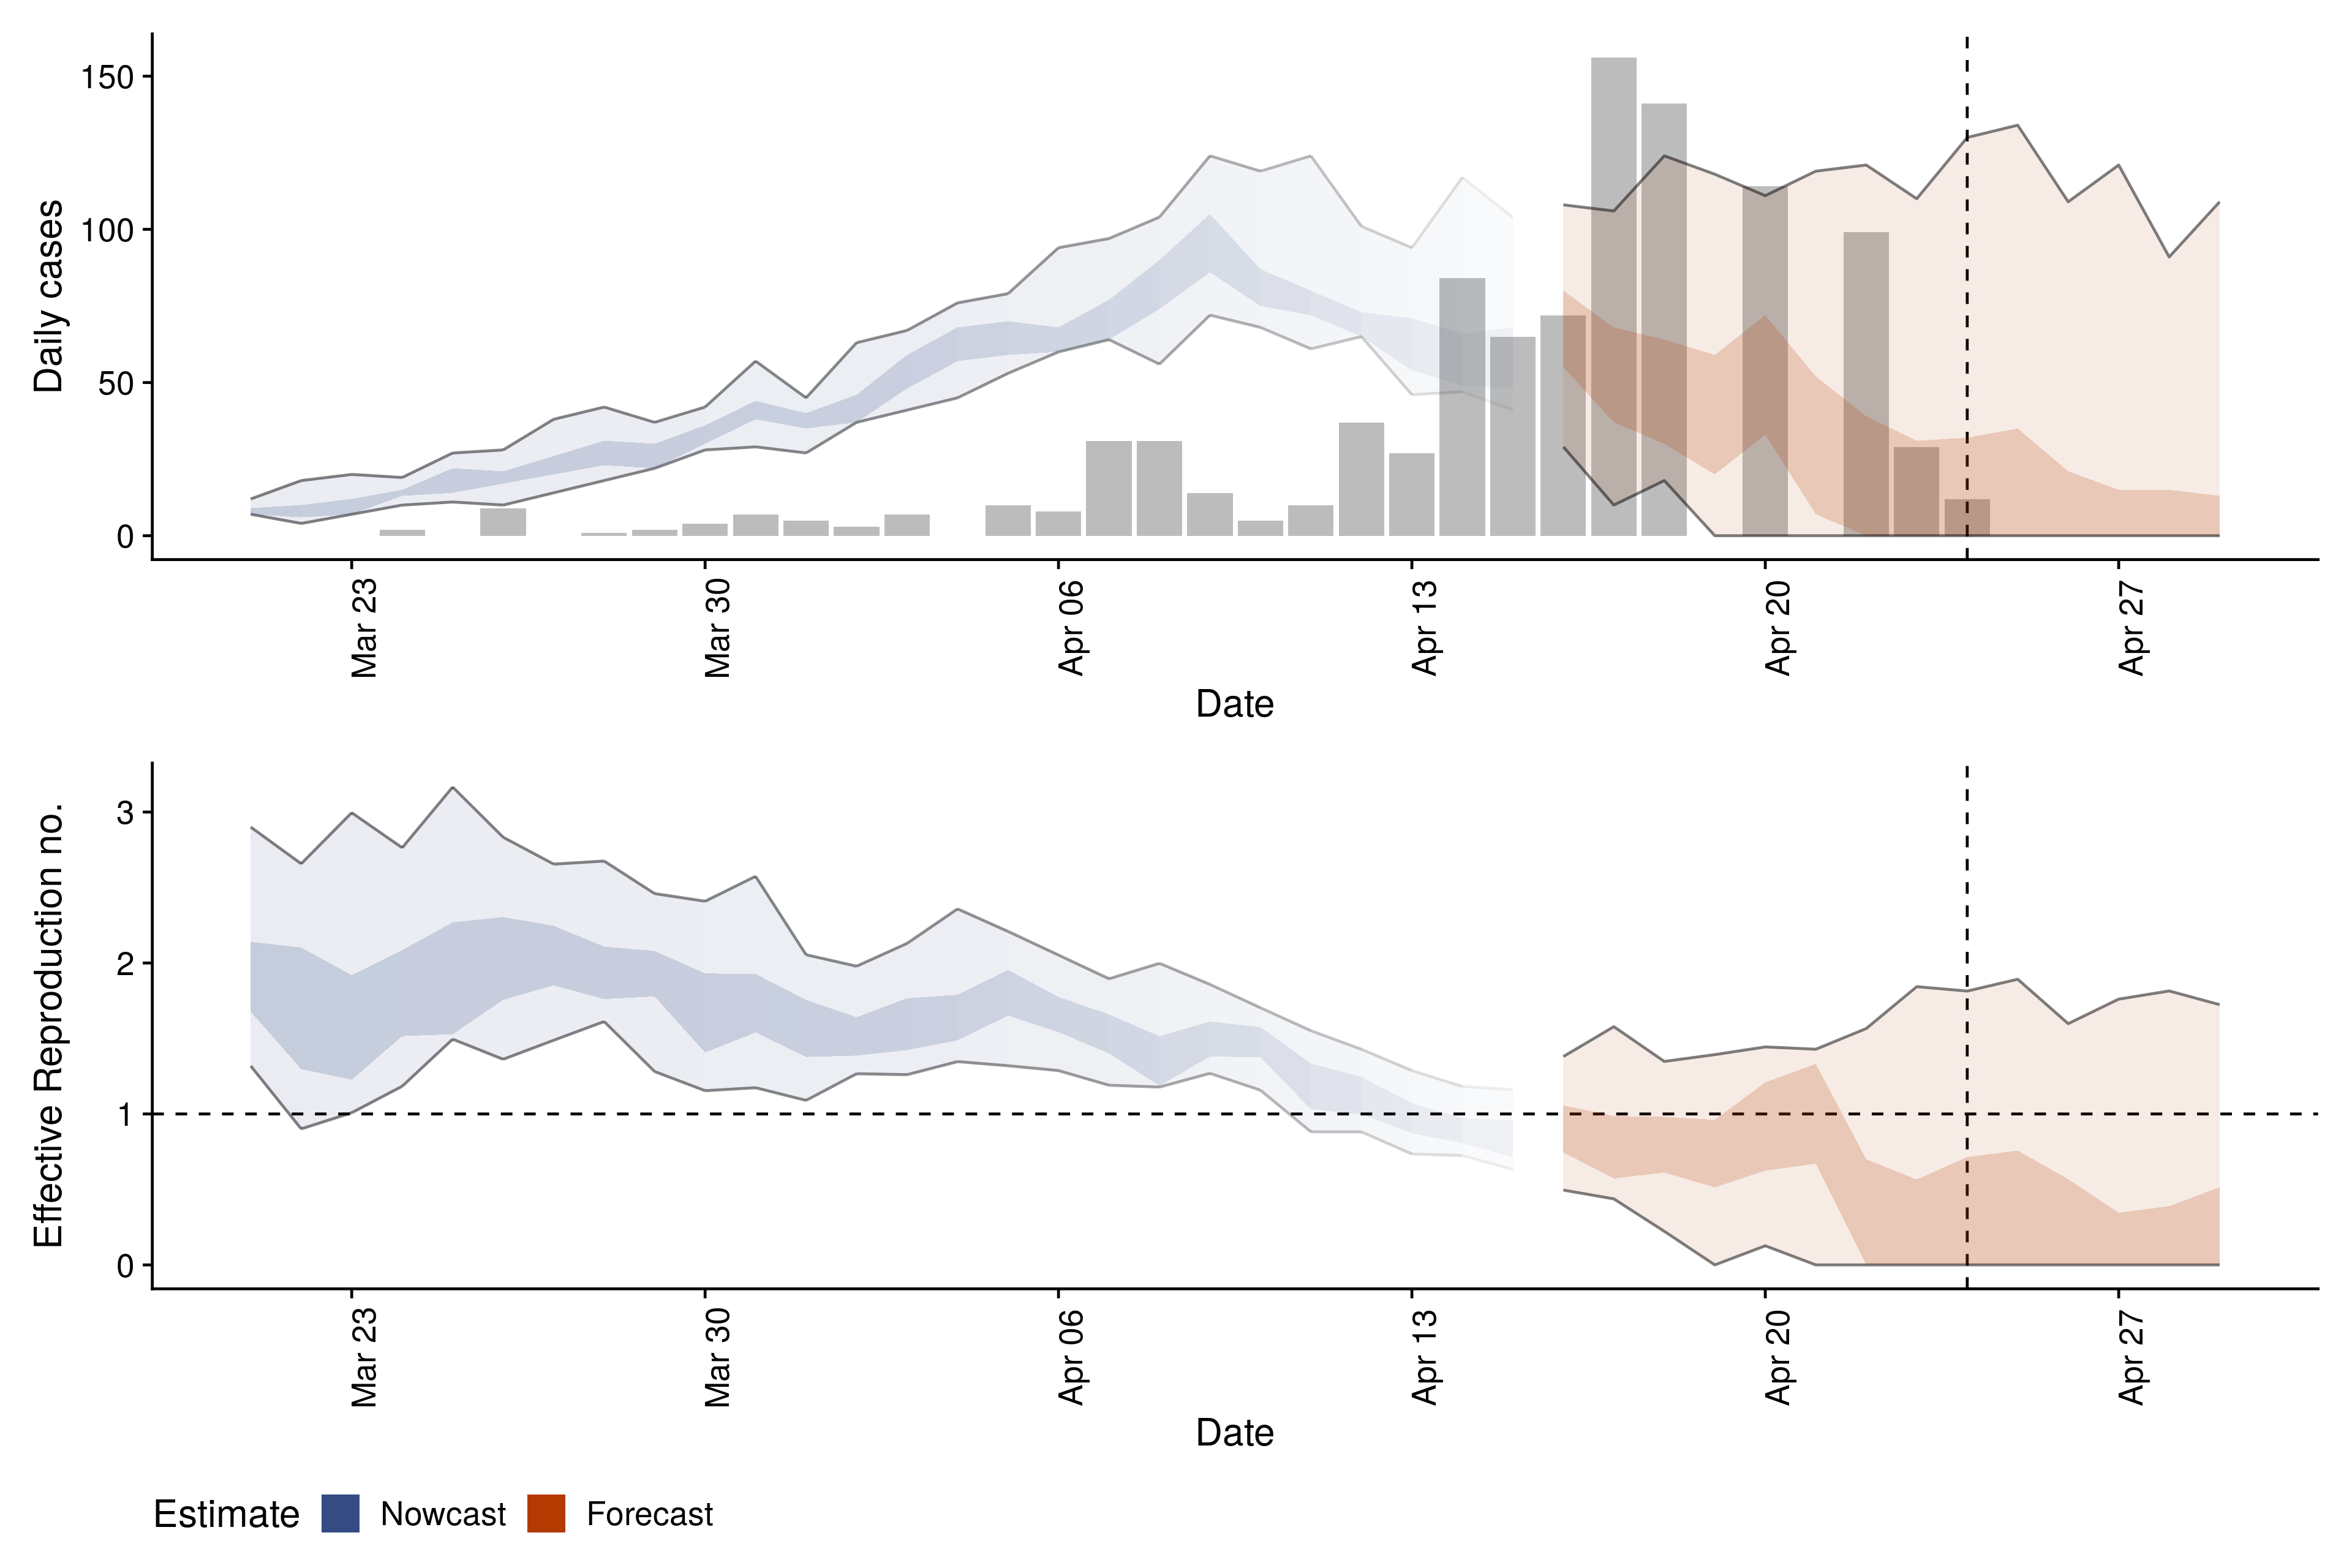 Daily cases
150
100
50
0
Mar 23
Mar 30
Apr 06
Apr 13
Apr 20
Apr 27
Date
Effective Reproduction no.
3
2
1
0
Mar 23
Mar 30
Apr 06
Apr 13
Apr 20
Apr 27
Date
Estimate Nowcast Forecast